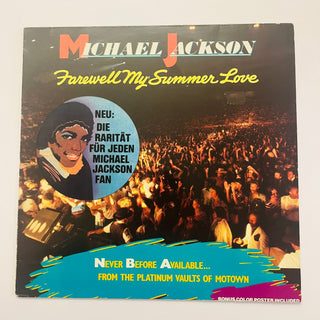 MICHAEL JACKSON
Farewell My Summer Love
NEU:
DIE
RARITÄT
FÜR JEDEN
MICHAEL
JACKSON
FAN
NEVER BEFORE AVAILABLE...
FROM THE PLATINUM VAULTS OF MOTOWN
BONUS COLOR POSTER INCLUDED